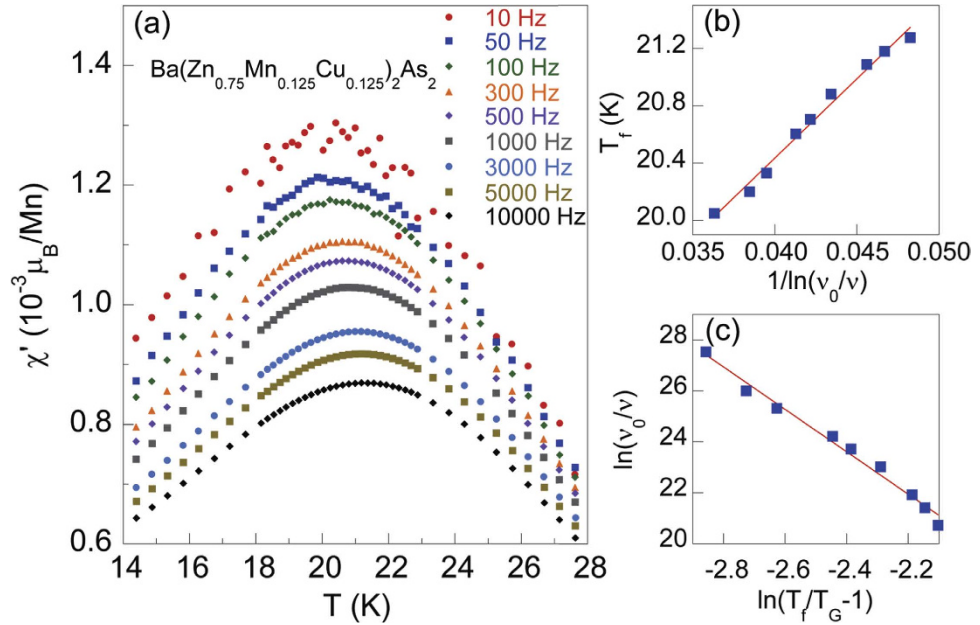 (a)
10 Hz
50 Hz
Ba(Zn0.75Mn0.125Cu0.125)2As2
100 Hz
300 Hz
500 Hz
1000 Hz
3000 Hz
5000 Hz
10000 Hz
χ' (10⁻³ μB/Mn)
1.4
1.2
1.0
0.8
0.6
14 16 18 20 22 24 26 28
T (K)
(b)
Tf (K)
21.2
20.8
20.4
20.0
0.035 0.040 0.045 0.050
1/ln(ν0/ν)
(c)
ln(ν0/ν)
28
26
24
22
20
-2.8 -2.6 -2.4 -2.2
ln(Tf/TG-1)